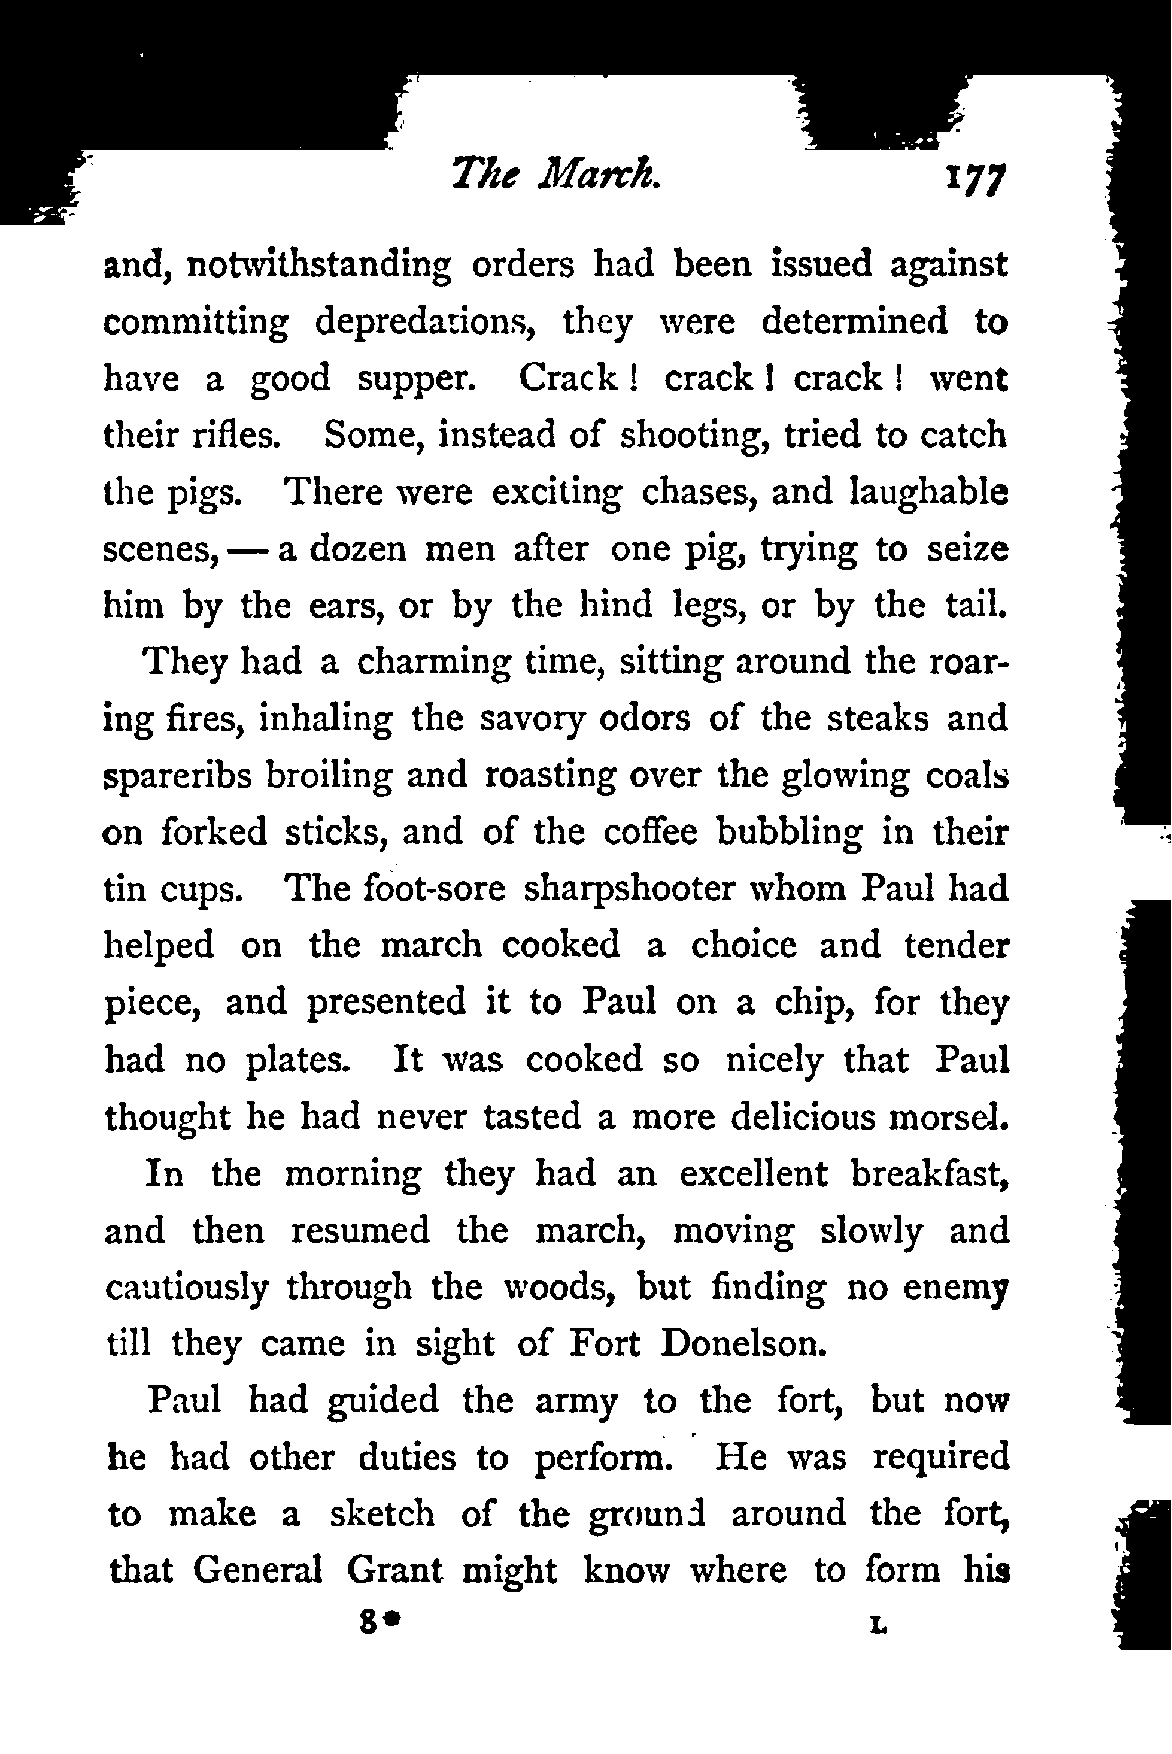 The March. 177
and, notwithstanding orders had been issued against
committing depredations, they were determined to
have a good supper. Crack! crack! crack! went
their rifles. Some, instead of shooting, tried to catch
the pigs. There were exciting chases, and laughable
scenes, — a dozen men after one pig, trying to seize
him by the ears, or by the hind legs, or by the tail.
They had a charming time, sitting around the roar-
ing fires, inhaling the savory odors of the steaks and
spareribs broiling and roasting over the glowing coals
on forked sticks, and of the coffee bubbling in their
tin cups. The foot-sore sharpshooter whom Paul had
helped on the march cooked a choice and tender
piece, and presented it to Paul on a chip, for they
had no plates. It was cooked so nicely that Paul
thought he had never tasted a more delicious morsel.
In the morning they had an excellent breakfast,
and then resumed the march, moving slowly and
cautiously through the woods, but finding no enemy
till they came in sight of Fort Donelson.
Paul had guided the army to the fort, but now
he had other duties to perform. He was required
to make a sketch of the ground around the fort,
that General Grant might know where to form his
8* L